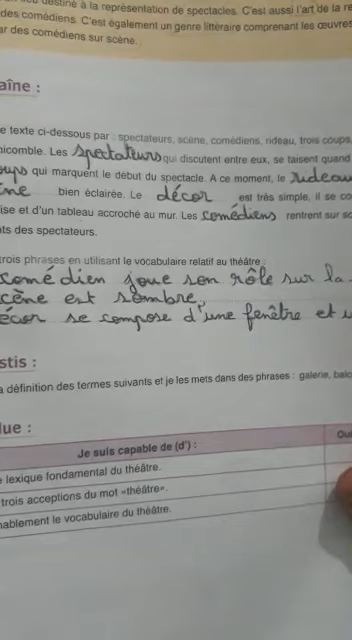 destiné à la représentation de spectacles. C'est aussi l'art de la
des comédiens. C'est également un genre littéraire comprenant les œuvres
des comédiens sur scène.
aîne :
e texte ci-dessous par : spectateurs, scène, comédiens, rideau, trois coups,
comble. Les spectateurs qui discutent entre eux, se taisent quand
oups qui marquent le début du spectacle. A ce moment, le rideau
bien éclairée. Le décor est très simple, il se co
ise et d'un tableau accroché au mur. Les comédiens rentrent sur sc
ts des spectateurs.
trois phrases en utilisant le vocabulaire relatif au théâtre :
comédien joue son rôle sur la
cène est sombre,
écor se compose d'une fenêtre et u
stis :
a définition des termes suivants et je les mets dans des phrases : galerie, balc
lue :
Je suis capable de (d') :
Oui
lexique fondamental du théâtre.
trois acceptions du mot «théâtre».
nablement le vocabulaire du théâtre.